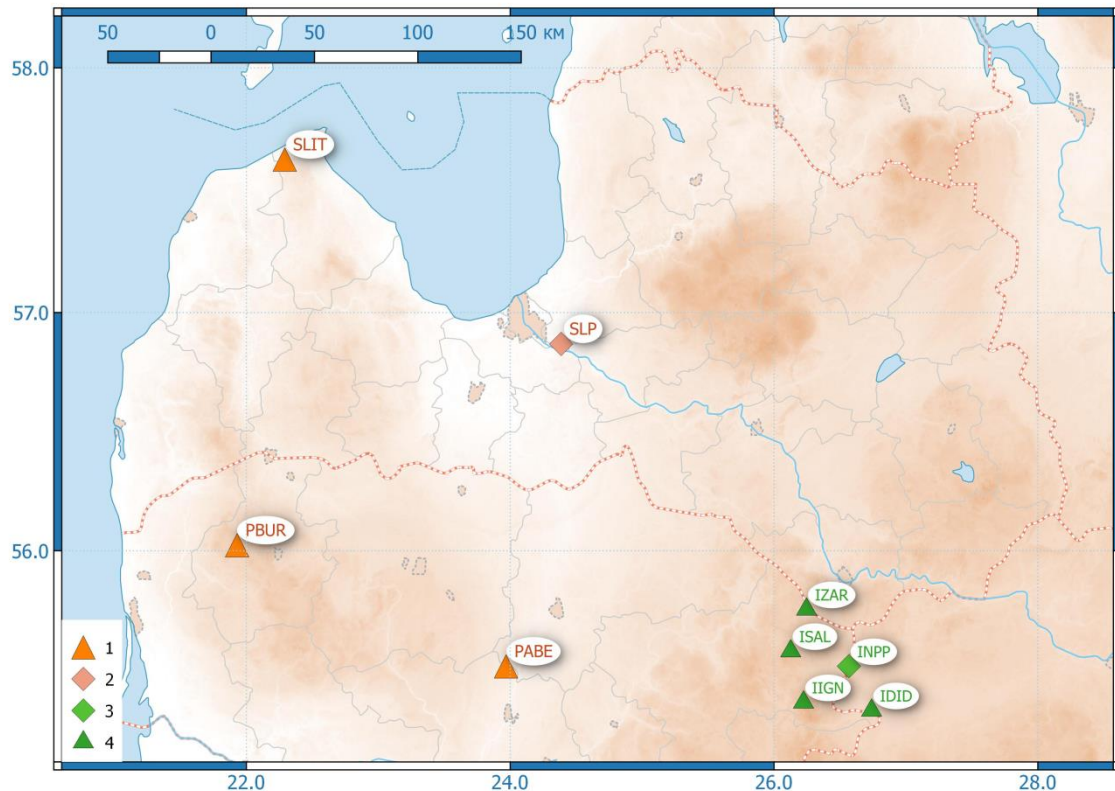 50 0 50 100 150 км
58.0
SLIT
57.0
SLP
56.0
PBUR
IZAR
ISAL
INPP
PABE
IIGN
IDID
1
2
3
4
22.0 24.0 26.0 28.0